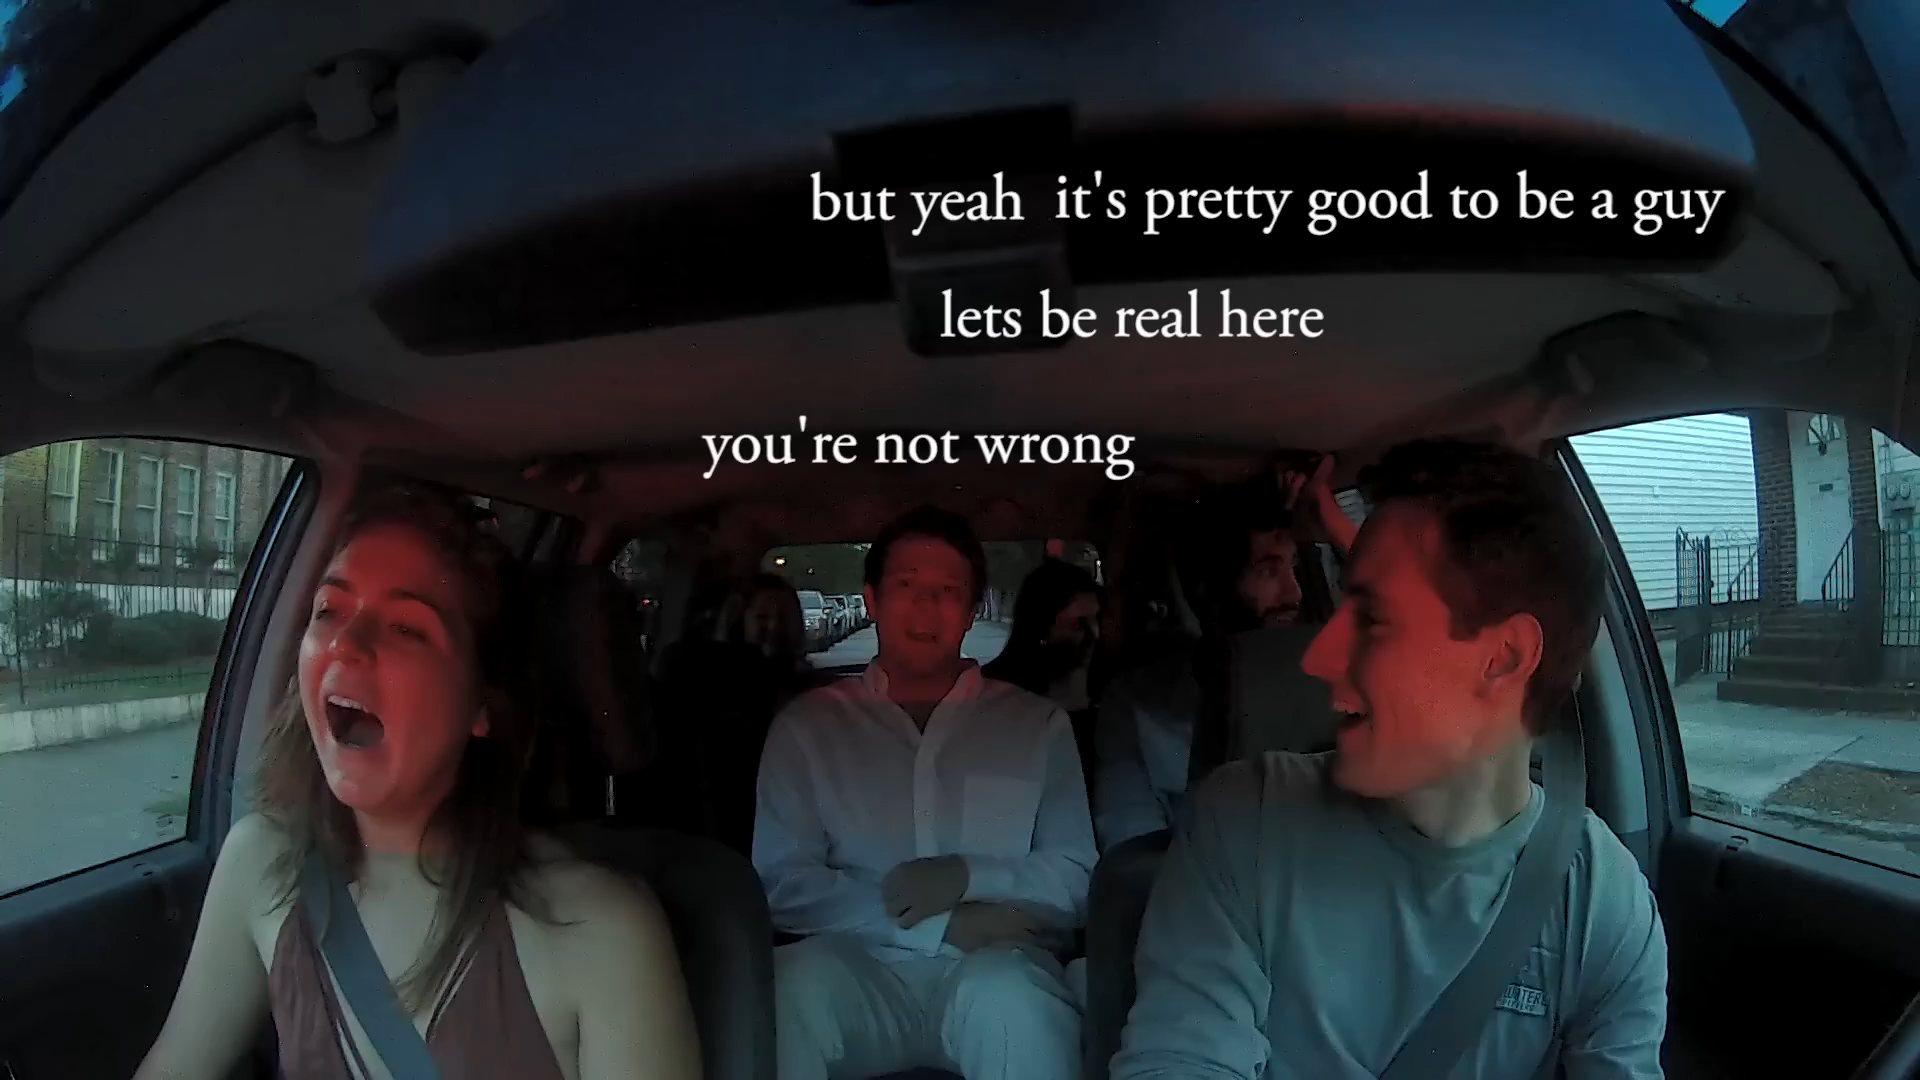 but yeah it's pretty good to be a guy
lets be real here
you're not wrong